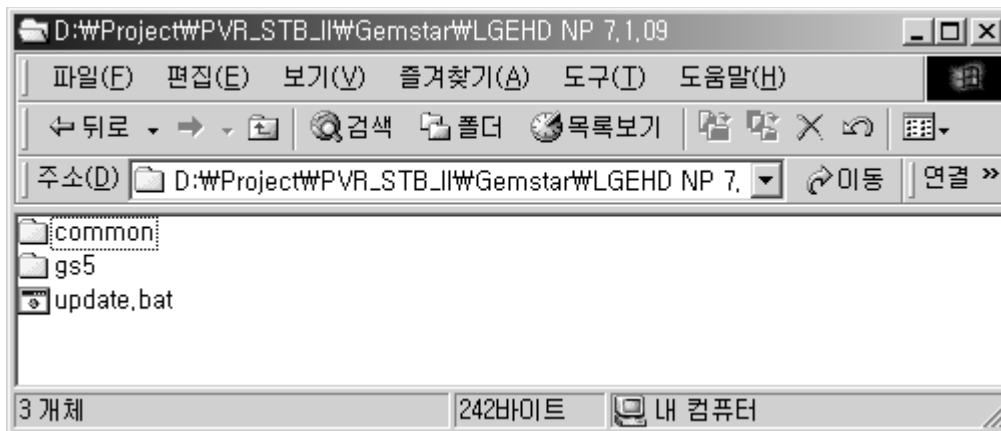 D:₩Project₩PVR_STB_II₩Gemstar₩LGEHD NP 7.1.09
파일(F) 편집(E) 보기(V) 즐겨찾기(A) 도구(T) 도움말(H)
뒤로 검색 폴더 목록보기
주소(D) D:₩Project₩PVR_STB_II₩Gemstar₩LGEHD NP 7. 이동 연결 »
common
gs5
update.bat
3 개체 242바이트 내 컴퓨터